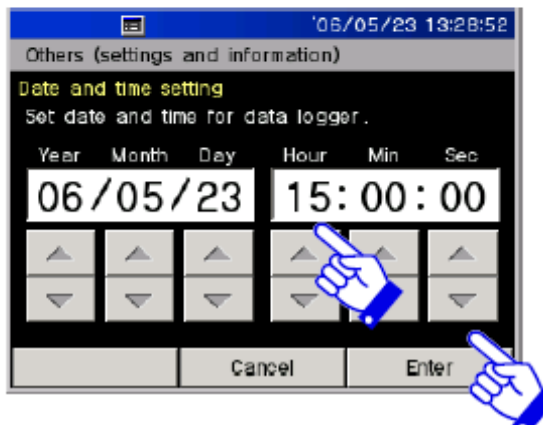 '06/05/23 13:28:52
Others (settings and information)
Date and time setting
Set date and time for data logger.
Year Month Day Hour Min Sec
06/05/23 15:00:00
Cancel Enter